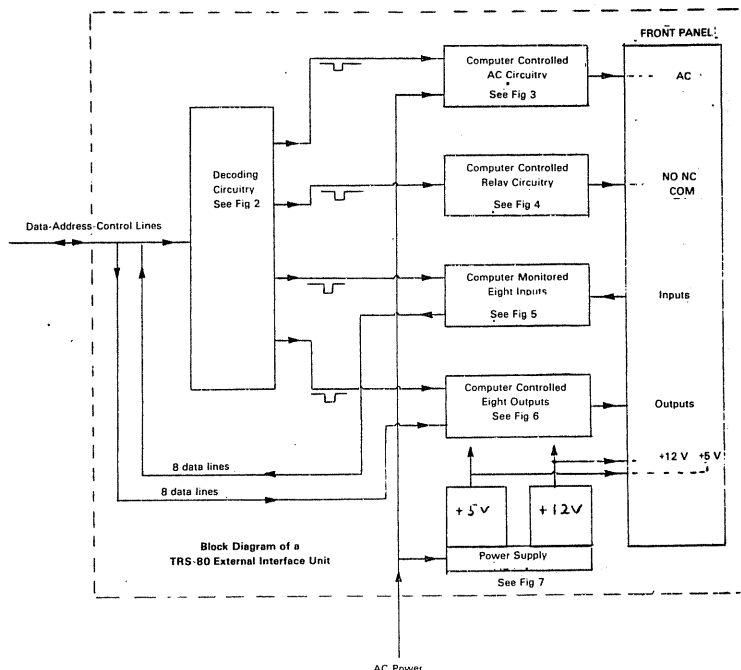 FRONT PANEL
Computer Controlled
AC Circuitry
See Fig 3
AC
Decoding
Circuitry
See Fig 2
Computer Controlled
Relay Circuitry
See Fig 4
NO NC
COM
Data-Address-Control Lines
Computer Monitored
Eight Inputs
See Fig 5
Inputs
Computer Controlled
Eight Outputs
See Fig 6
Outputs
+12 V +5 V
8 data lines
8 data lines
+5V
+12V
Block Diagram of a
TRS-80 External Interface Unit
Power Supply
See Fig 7
AC Power